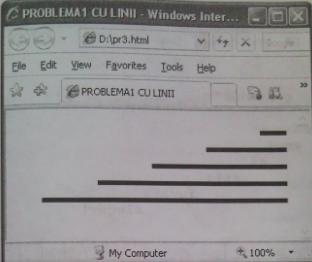 PROBLEMA1 CU LINII - Windows Inter...
D:\pr3.html
Google
File Edit View Favorites Tools Help
PROBLEMA1 CU LINII
My Computer
100%